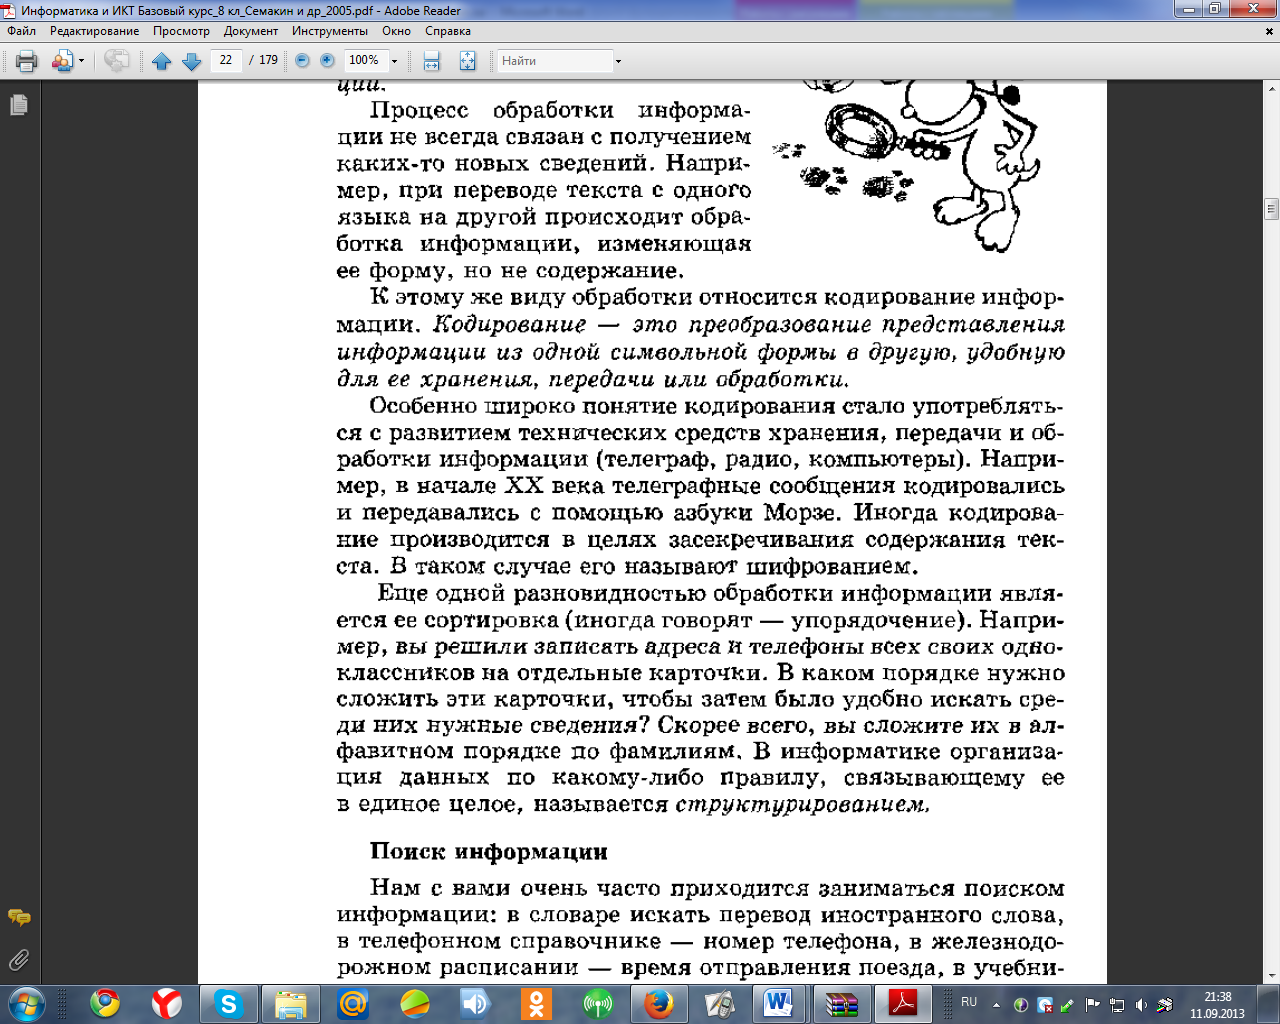 Информатика и ИКТ Базовый курс_8 кл_Семакин и др_2005.pdf - Adobe Reader
Файл Редактирование Просмотр Документ Инструменты Окно Справка
22 / 179 100% Найти
ции.
Процесс обработки информа-
ции не всегда связан с получением
каких-то новых сведений. Напри-
мер, при переводе текста с одного
языка на другой происходит обра-
ботка информации, изменяющая
ее форму, но не содержание.
К этому же виду обработки относится кодирование инфор-
мации. Кодирование — это преобразование представления
информации из одной символьной формы в другую, удобную
для ее хранения, передачи или обработки.
Особенно широко понятие кодирования стало употреблять-
ся с развитием технических средств хранения, передачи и об-
работки информации (телеграф, радио, компьютеры). Напри-
мер, в начале XX века телеграфные сообщения кодировались
и передавались с помощью азбуки Морзе. Иногда кодирова-
ние производится в целях засекречивания содержания тек-
ста. В таком случае его называют шифрованием.
Еще одной разновидностью обработки информации явля-
ется ее сортировка (иногда говорят — упорядочение). Напри-
мер, вы решили записать адреса и телефоны всех своих одно-
классников на отдельные карточки. В каком порядке нужно
сложить эти карточки, чтобы затем было удобно искать сре-
ди них нужные сведения? Скорее всего, вы сложите их в ал-
фавитном порядке по фамилиям. В информатике организа-
ция данных по какому-либо правилу, связывающему ее
в единое целое, называется структурированием.
Поиск информации
Нам с вами очень часто приходится заниматься поиском
информации: в словаре искать перевод иностранного слова,
в телефонном справочнике — номер телефона, в железнодо-
рожном расписании — время отправления поезда, в учебни-
RU 21:38
11.09.2013